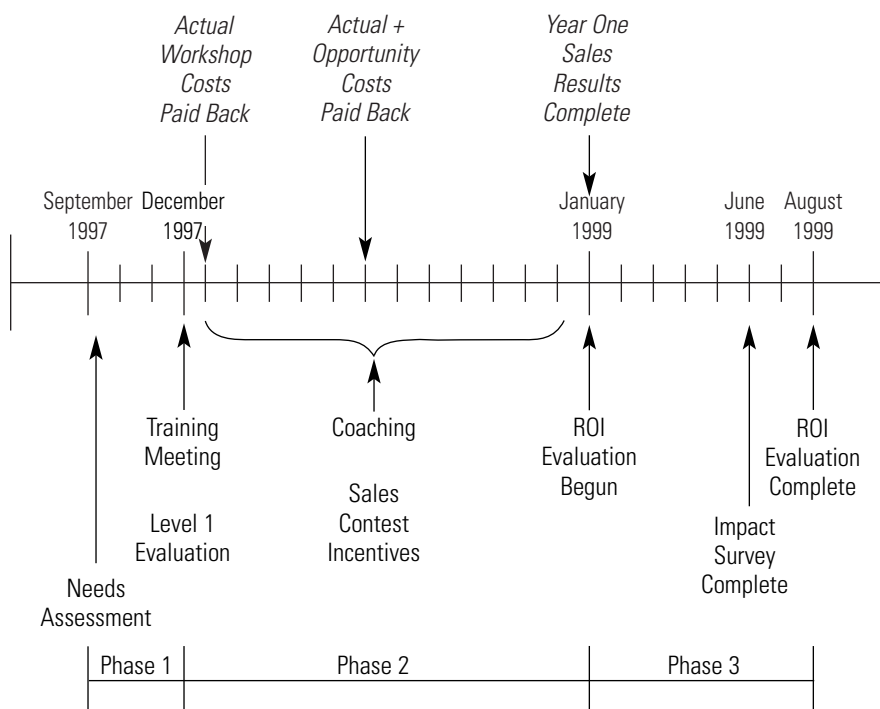 Actual
Workshop
Costs
Paid Back
Actual +
Opportunity
Costs
Paid Back
Year One
Sales
Results
Complete
September
1997
December
1997
January
1999
June
1999
August
1999
Training
Meeting
Level 1
Evaluation
Needs
Assessment
Coaching
Sales
Contest
Incentives
ROI
Evaluation
Begun
Impact
Survey
Complete
ROI
Evaluation
Complete
Phase 1
Phase 2
Phase 3